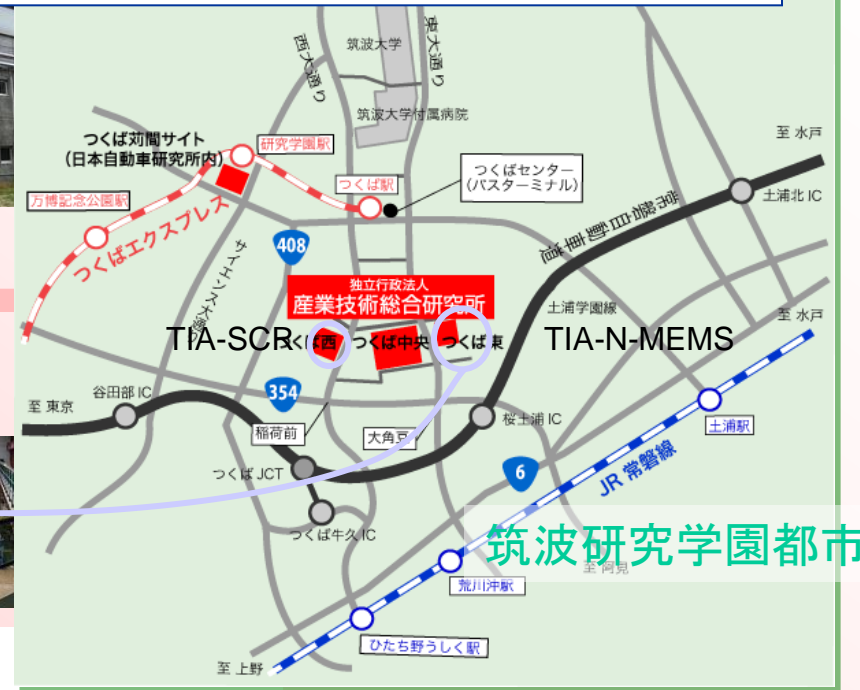 西大通り
筑波大学
東大通り
筑波大学付属病院
至 水戸
つくば苅間サイト
(日本自動車研究所内)
研究学園駅
つくばセンター
(バスターミナル)
つくば駅
万博記念公園駅
土浦北 IC
つくばエクスプレス
常磐自動車道
サイエンス大通り
408
独立行政法人
産業技術総合研究所
土浦学園線
至 水戸
TIA-SCR
つくば西
つくば中央
つくば東
TIA-N-MEMS
谷田部 IC
354
至 東京
稲荷前
大角豆
桜土浦 IC
土浦駅
つくば JCT
6
JR 常磐線
つくば牛久 IC
筑波研究学園都市
至 阿見
荒川沖駅
ひたち野うしく駅
至 上野